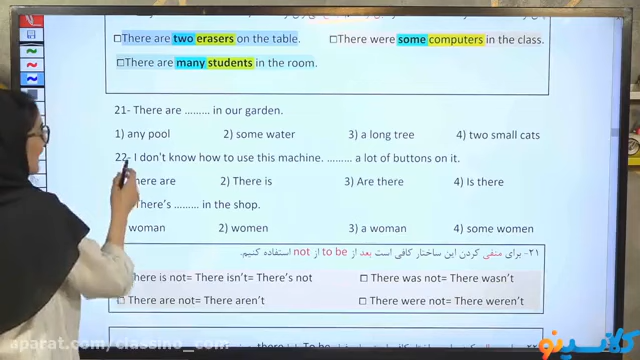 There are two erasers on the table. There were some computers in the class.
There are many students in the room.
21- There are ......... in our garden.
1) any pool 2) some water 3) a long tree 4) two small cats
22- I don't know how to use this machine. ......... a lot of buttons on it.
here are 2) There is 3) Are there 4) Is there
There's ......... in the shop.
woman 2) women 3) a woman 4) some women
۲۱- برای منفی کردن این ساختار کافی است بعد از to be از not استفاده کنیم.
There is not= There isn't= There's not There was not= There wasn't
There are not= There aren't There were not= There weren't
aparat.com/classino_com
کلاسینو